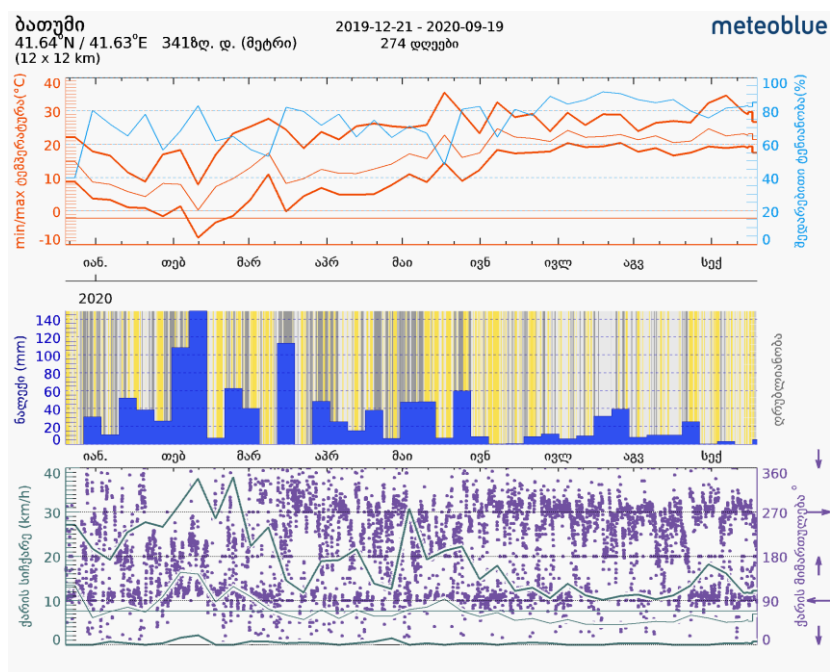 ბათუმი
2019-12-21 - 2020-09-19
meteoblue
41.64°N / 41.63°E 341ზღ. დ. (მეტრი)
274 დღეები
(12 x 12 km)
min/max ტემპრატურა(°C)
40
30
20
10
0
-10
100
80
60
40
20
0
შედარებითი ტენიანობა(%)
იან. თებ მარ აპრ მაი ივნ ივლ აგვ სექ
2020
ნალექი (mm)
140
120
100
80
60
40
20
0
ღრუბლიანობა
იან. თებ მარ აპრ მაი ივნ ივლ აგვ სექ
ქარის სიჩქარე (km/h)
40
30
20
10
0
360
270
180
90
0
ქარის მიმართულება °